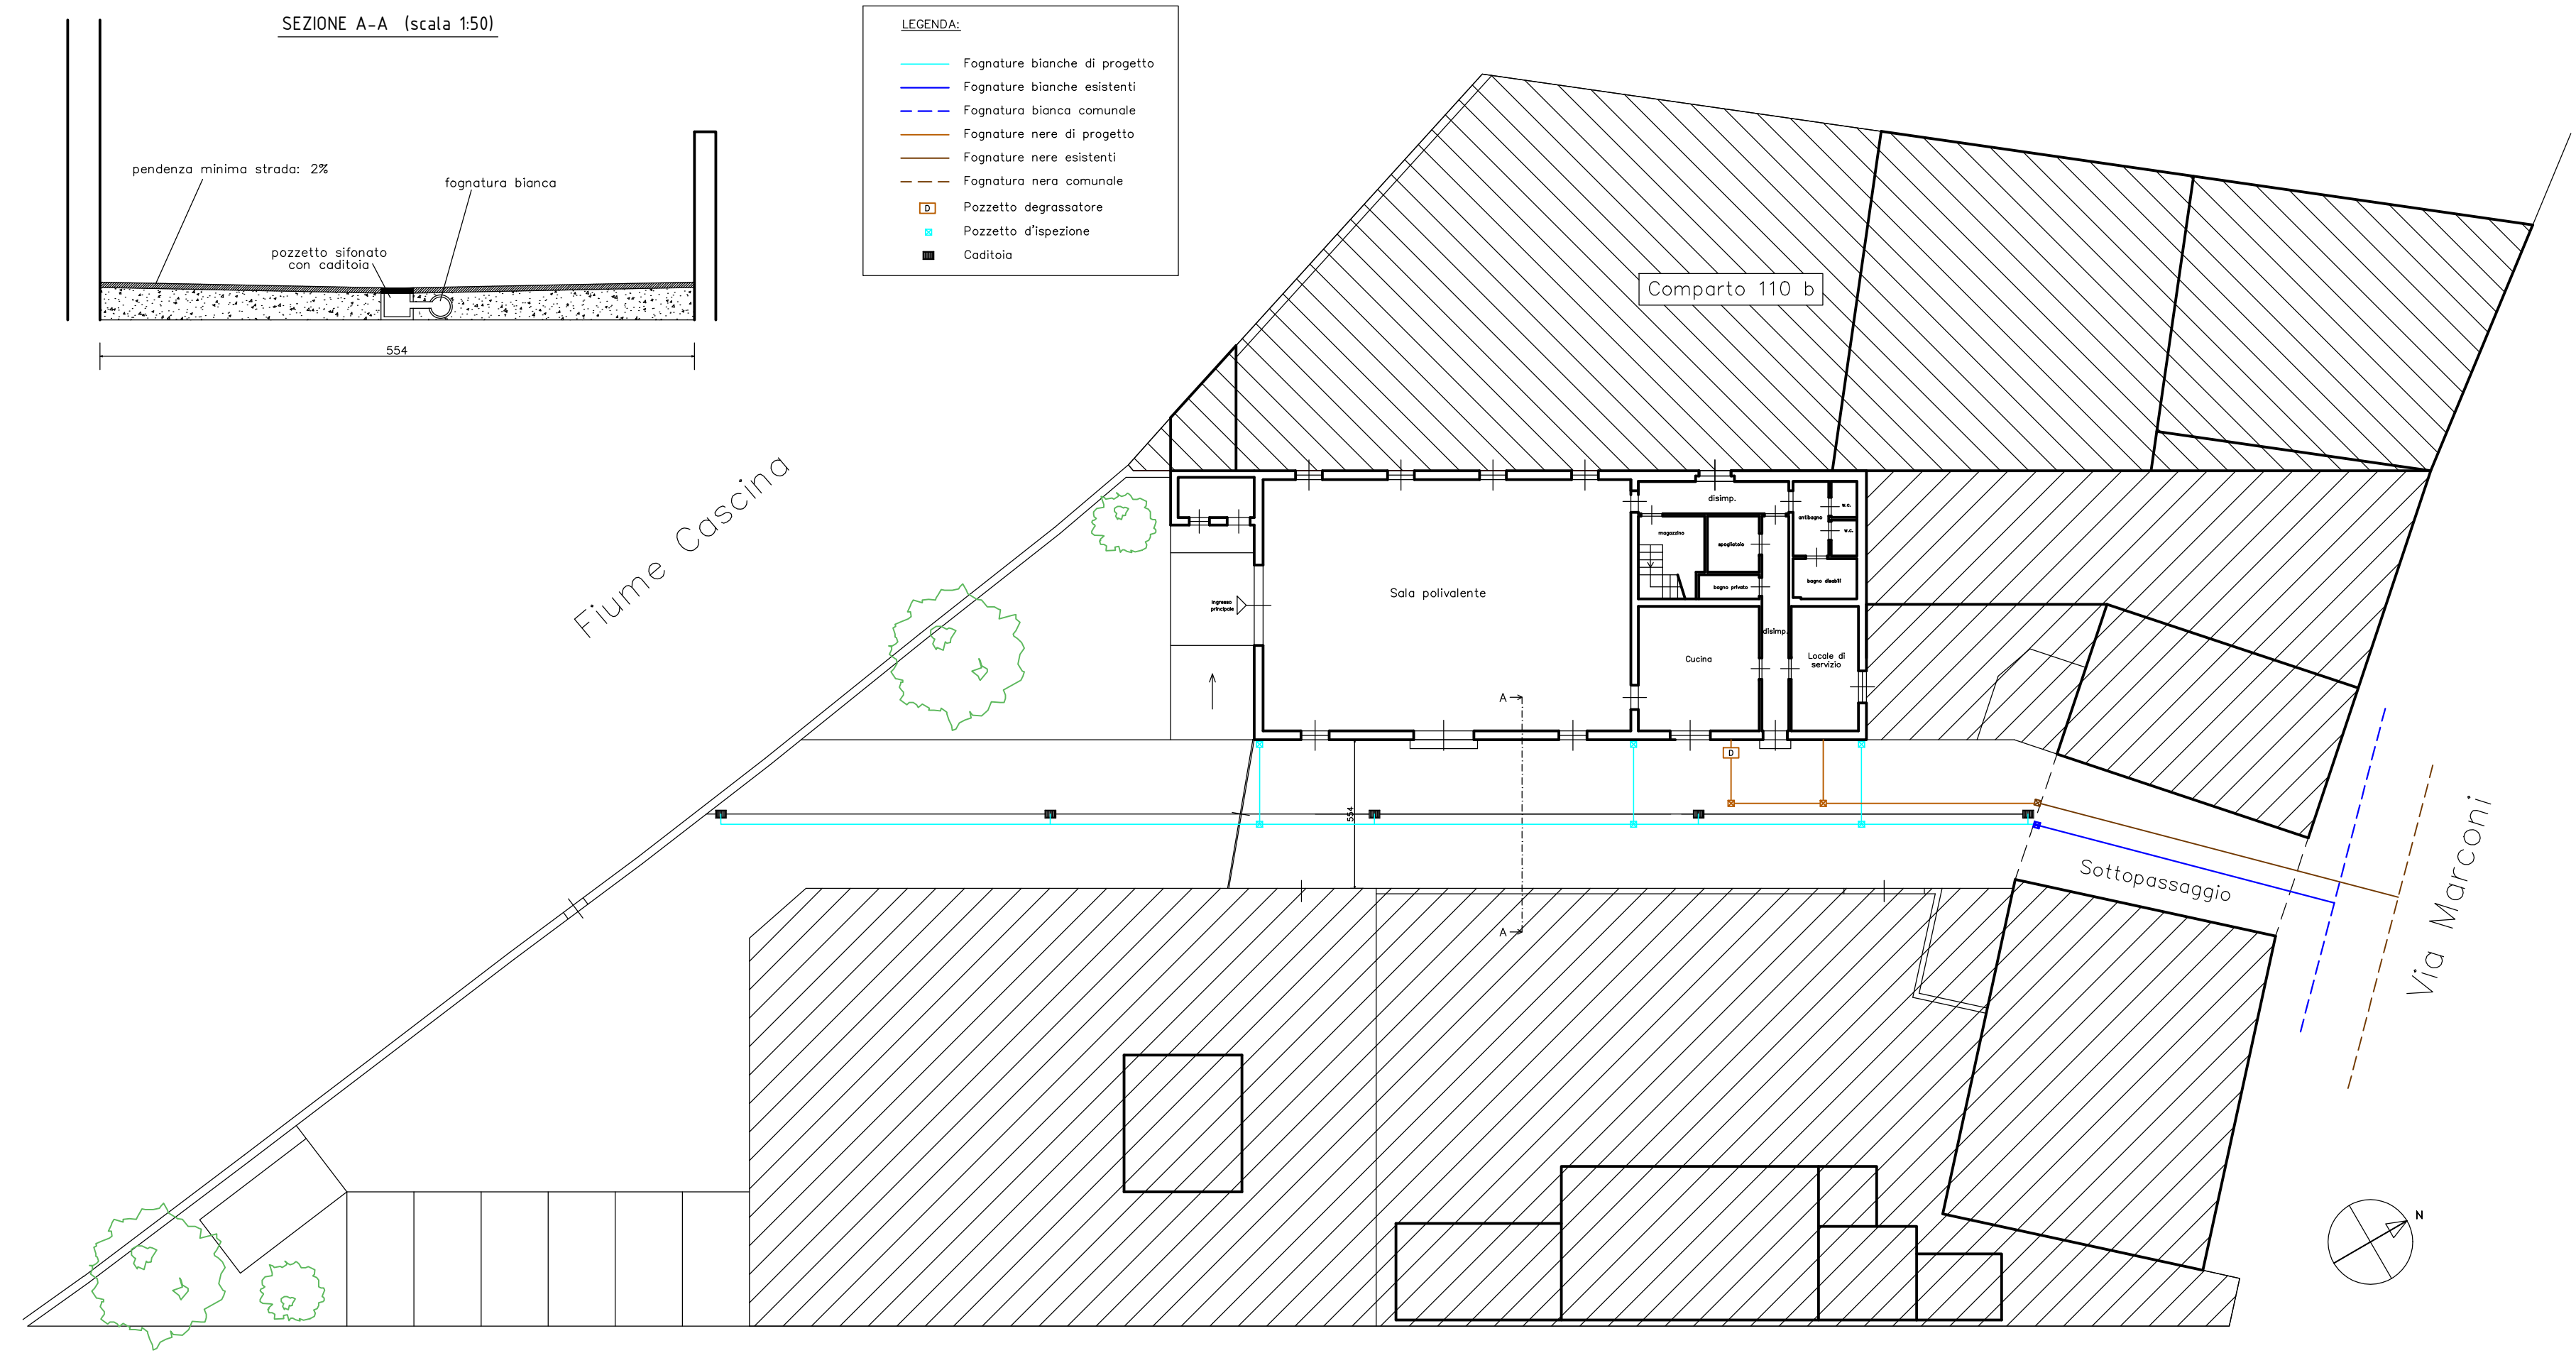 SEZIONE A-A (scala 1:50)
pendenza minima strada: 2%
fognatura bianca
pozzetto sifonato
con caditoia
554
LEGENDA:
Fognature bianche di progetto
Fognature bianche esistenti
Fognatura bianca comunale
Fognature nere di progetto
Fognature nere esistenti
Fognatura nera comunale
D
Pozzetto degrassatore
Pozzetto d'ispezione
Caditoia
Comparto 110 b
Fiume Cascina
disimp.
w.c.
antibagno
w.c.
magazzino
spogliatoio
bagno disabili
bagno privato
Sala polivalente
ingresso
principale
disimp.
Cucina
Locale di
servizio
A
D
554
A
Sottopassaggio
Via Marconi
N